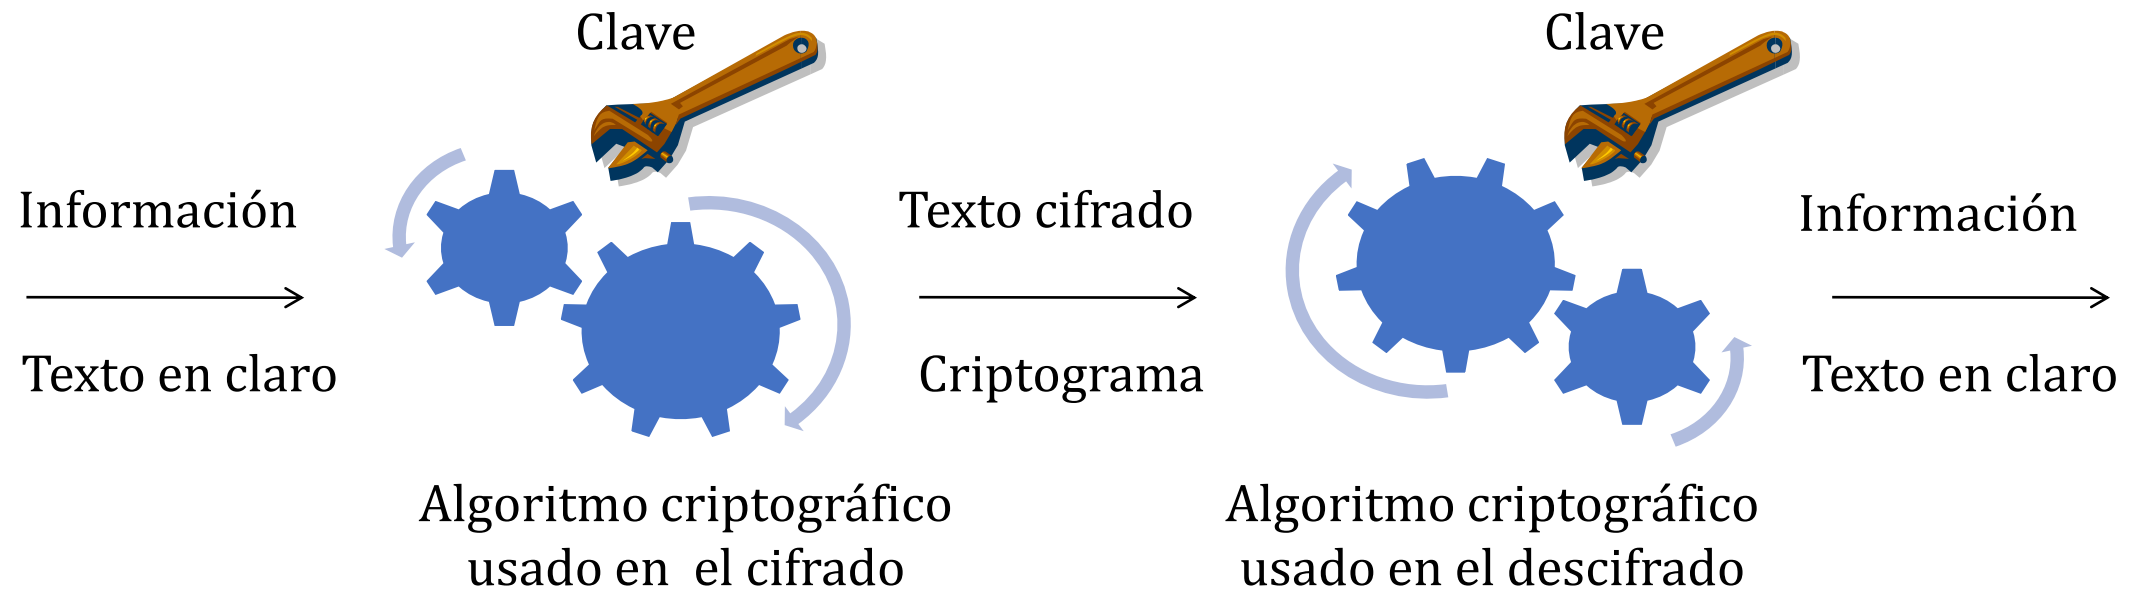 Clave
Información
Texto en claro
Algoritmo criptográfico
usado en el cifrado
Texto cifrado
Criptograma
Clave
Algoritmo criptográfico
usado en el descifrado
Información
Texto en claro